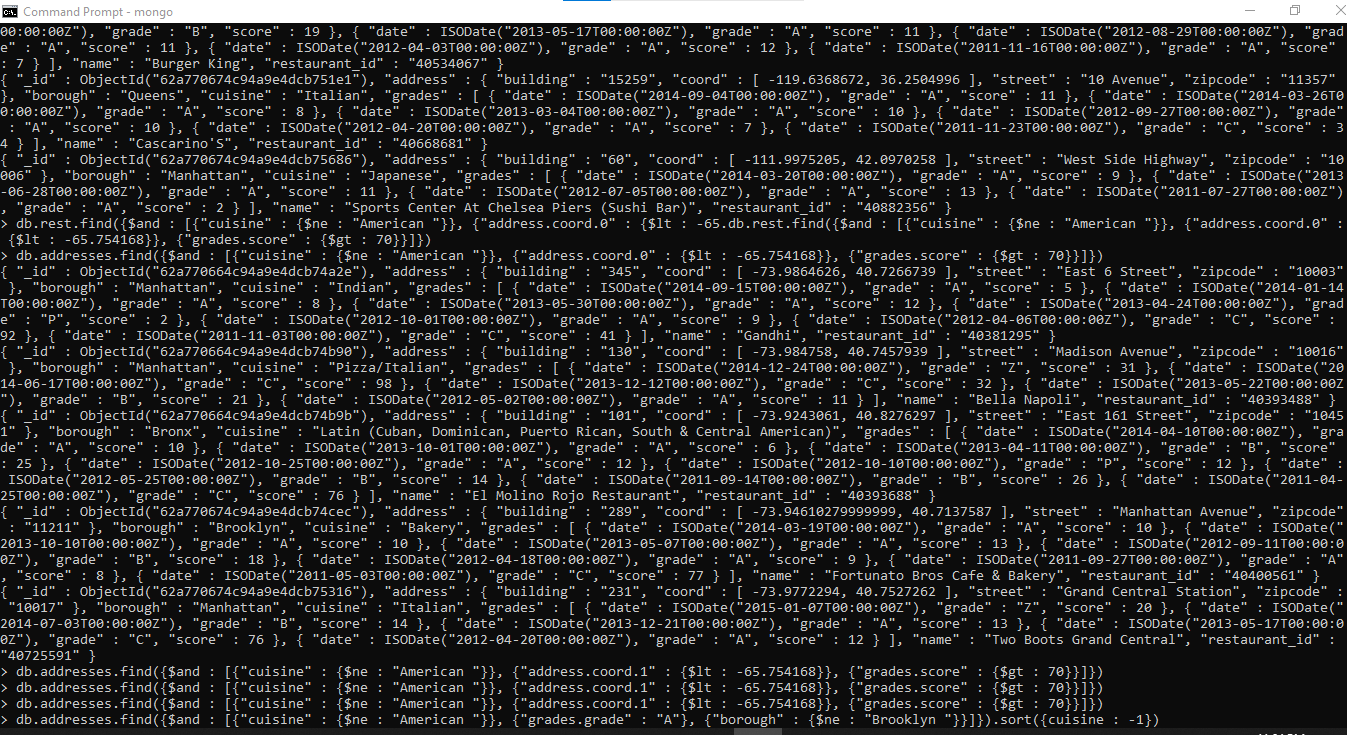 Command Prompt - mongo
00:00:00Z"), "grade" : "B", "score" : 19 }, { "date" : ISODate("2013-05-17T00:00:00Z"), "grade" : "A", "score" : 11 }, { "date" : ISODate("2012-08-29T00:00:00Z"), "grad
e" : "A", "score" : 11 }, { "date" : ISODate("2012-04-03T00:00:00Z"), "grade" : "A", "score" : 12 }, { "date" : ISODate("2011-11-16T00:00:00Z"), "grade" : "A", "score"
: 7 } ], "name" : "Burger King", "restaurant_id" : "40534067" }
{ "_id" : ObjectId("62a770674c94a9e4dcb751e1"), "address" : { "building" : "15259", "coord" : [ -119.6368672, 36.2504996 ], "street" : "10 Avenue", "zipcode" : "11357"
}, "borough" : "Queens", "cuisine" : "Italian", "grades" : [ { "date" : ISODate("2014-09-04T00:00:00Z"), "grade" : "A", "score" : 11 }, { "date" : ISODate("2014-03-26T0
0:00:00Z"), "grade" : "A", "score" : 8 }, { "date" : ISODate("2013-03-04T00:00:00Z"), "grade" : "A", "score" : 10 }, { "date" : ISODate("2012-09-27T00:00:00Z"), "grade"
: "A", "score" : 10 }, { "date" : ISODate("2012-04-20T00:00:00Z"), "grade" : "A", "score" : 7 }, { "date" : ISODate("2011-11-23T00:00:00Z"), "grade" : "C", "score" : 3
4 } ], "name" : "Cascarino'S", "restaurant_id" : "40668681" }
{ "_id" : ObjectId("62a770674c94a9e4dcb75686"), "address" : { "building" : "60", "coord" : [ -111.9975205, 42.0970258 ], "street" : "West Side Highway", "zipcode" : "10
006" }, "borough" : "Manhattan", "cuisine" : "Japanese", "grades" : [ { "date" : ISODate("2014-03-20T00:00:00Z"), "grade" : "A", "score" : 9 }, { "date" : ISODate("2013
-06-28T00:00:00Z"), "grade" : "A", "score" : 11 }, { "date" : ISODate("2012-07-05T00:00:00Z"), "grade" : "A", "score" : 13 }, { "date" : ISODate("2011-07-27T00:00:00Z")
, "grade" : "A", "score" : 2 } ], "name" : "Sports Center At Chelsea Piers (Sushi Bar)", "restaurant_id" : "40882356" }
> db.rest.find({$and : [{"cuisine" : {$ne : "American "}}, {"address.coord.0" : {$lt : -65.db.rest.find({$and : [{"cuisine" : {$ne : "American "}}, {"address.coord.0" :
{$lt : -65.754168}}, {"grades.score" : {$gt : 70}}]})
> db.addresses.find({$and : [{"cuisine" : {$ne : "American "}}, {"address.coord.0" : {$lt : -65.754168}}, {"grades.score" : {$gt : 70}}]})
{ "_id" : ObjectId("62a770664c94a9e4dcb74a2e"), "address" : { "building" : "345", "coord" : [ -73.9864626, 40.7266739 ], "street" : "East 6 Street", "zipcode" : "10003"
}, "borough" : "Manhattan", "cuisine" : "Indian", "grades" : [ { "date" : ISODate("2014-09-15T00:00:00Z"), "grade" : "A", "score" : 5 }, { "date" : ISODate("2014-01-14
T00:00:00Z"), "grade" : "A", "score" : 8 }, { "date" : ISODate("2013-05-30T00:00:00Z"), "grade" : "A", "score" : 12 }, { "date" : ISODate("2013-04-24T00:00:00Z"), "grad
e" : "P", "score" : 2 }, { "date" : ISODate("2012-10-01T00:00:00Z"), "grade" : "A", "score" : 9 }, { "date" : ISODate("2012-04-06T00:00:00Z"), "grade" : "C", "score" :
92 }, { "date" : ISODate("2011-11-03T00:00:00Z"), "grade" : "C", "score" : 41 } ], "name" : "Gandhi", "restaurant_id" : "40381295" }
{ "_id" : ObjectId("62a770664c94a9e4dcb74b90"), "address" : { "building" : "130", "coord" : [ -73.984758, 40.7457939 ], "street" : "Madison Avenue", "zipcode" : "10016"
}, "borough" : "Manhattan", "cuisine" : "Pizza/Italian", "grades" : [ { "date" : ISODate("2014-12-24T00:00:00Z"), "grade" : "Z", "score" : 31 }, { "date" : ISODate("20
14-06-17T00:00:00Z"), "grade" : "C", "score" : 98 }, { "date" : ISODate("2013-12-12T00:00:00Z"), "grade" : "C", "score" : 32 }, { "date" : ISODate("2013-05-22T00:00:00Z
"), "grade" : "B", "score" : 21 }, { "date" : ISODate("2012-05-02T00:00:00Z"), "grade" : "A", "score" : 11 } ], "name" : "Bella Napoli", "restaurant_id" : "40393488" }
{ "_id" : ObjectId("62a770664c94a9e4dcb74b9b"), "address" : { "building" : "101", "coord" : [ -73.9243061, 40.8276297 ], "street" : "East 161 Street", "zipcode" : "1045
1" }, "borough" : "Bronx", "cuisine" : "Latin (Cuban, Dominican, Puerto Rican, South & Central American)", "grades" : [ { "date" : ISODate("2014-04-10T00:00:00Z"), "gra
de" : "A", "score" : 10 }, { "date" : ISODate("2013-10-01T00:00:00Z"), "grade" : "A", "score" : 6 }, { "date" : ISODate("2013-04-11T00:00:00Z"), "grade" : "B", "score"
: 25 }, { "date" : ISODate("2012-10-25T00:00:00Z"), "grade" : "A", "score" : 12 }, { "date" : ISODate("2012-10-10T00:00:00Z"), "grade" : "P", "score" : 12 }, { "date" :
ISODate("2012-05-25T00:00:00Z"), "grade" : "B", "score" : 14 }, { "date" : ISODate("2011-09-14T00:00:00Z"), "grade" : "B", "score" : 26 }, { "date" : ISODate("2011-04-
25T00:00:00Z"), "grade" : "C", "score" : 76 } ], "name" : "El Molino Rojo Restaurant", "restaurant_id" : "40393688" }
{ "_id" : ObjectId("62a770664c94a9e4dcb74cec"), "address" : { "building" : "289", "coord" : [ -73.94610279999999, 40.7137587 ], "street" : "Manhattan Avenue", "zipcode"
: "11211" }, "borough" : "Brooklyn", "cuisine" : "Bakery", "grades" : [ { "date" : ISODate("2014-03-19T00:00:00Z"), "grade" : "A", "score" : 10 }, { "date" : ISODate("
2013-10-10T00:00:00Z"), "grade" : "A", "score" : 10 }, { "date" : ISODate("2013-05-07T00:00:00Z"), "grade" : "A", "score" : 13 }, { "date" : ISODate("2012-09-11T00:00:0
0Z"), "grade" : "B", "score" : 18 }, { "date" : ISODate("2012-04-18T00:00:00Z"), "grade" : "A", "score" : 9 }, { "date" : ISODate("2011-09-27T00:00:00Z"), "grade" : "A"
, "score" : 8 }, { "date" : ISODate("2011-05-03T00:00:00Z"), "grade" : "C", "score" : 77 } ], "name" : "Fortunato Bros Cafe & Bakery", "restaurant_id" : "40400561" }
{ "_id" : ObjectId("62a770664c94a9e4dcb75316"), "address" : { "building" : "231", "coord" : [ -73.9772294, 40.7527262 ], "street" : "Grand Central Station", "zipcode" :
"10017" }, "borough" : "Manhattan", "cuisine" : "Italian", "grades" : [ { "date" : ISODate("2015-01-07T00:00:00Z"), "grade" : "Z", "score" : 20 }, { "date" : ISODate("
2014-07-03T00:00:00Z"), "grade" : "B", "score" : 14 }, { "date" : ISODate("2013-12-21T00:00:00Z"), "grade" : "A", "score" : 13 }, { "date" : ISODate("2013-05-17T00:00:0
0Z"), "grade" : "C", "score" : 76 }, { "date" : ISODate("2012-04-20T00:00:00Z"), "grade" : "A", "score" : 12 } ], "name" : "Two Boots Grand Central", "restaurant_id" :
"40725591" }
> db.addresses.find({$and : [{"cuisine" : {$ne : "American "}}, {"address.coord.1" : {$lt : -65.754168}}, {"grades.score" : {$gt : 70}}]})
> db.addresses.find({$and : [{"cuisine" : {$ne : "American "}}, {"address.coord.1" : {$lt : -65.754168}}, {"grades.score" : {$gt : 70}}]})
> db.addresses.find({$and : [{"cuisine" : {$ne : "American "}}, {"address.coord.1" : {$lt : -65.754168}}, {"grades.score" : {$gt : 70}}]})
> db.addresses.find({$and : [{"cuisine" : {$ne : "American "}}, {"grades.grade" : "A"}, {"borough" : {$ne : "Brooklyn "}}]}).sort({cuisine : -1})